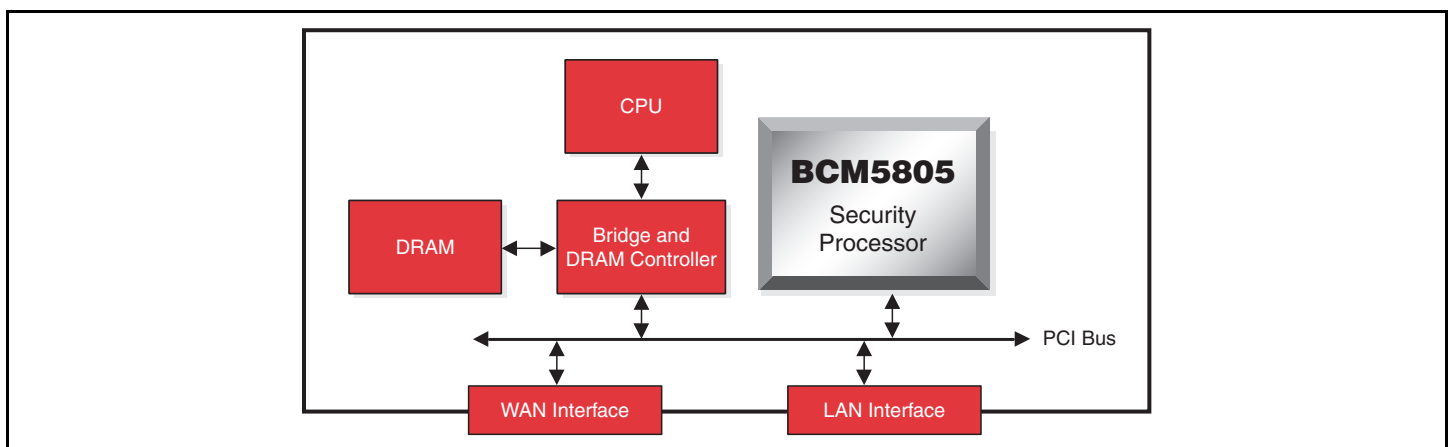 CPU
BCM5805
Security
Processor
DRAM
Bridge and
DRAM Controller
PCI Bus
WAN Interface
LAN Interface